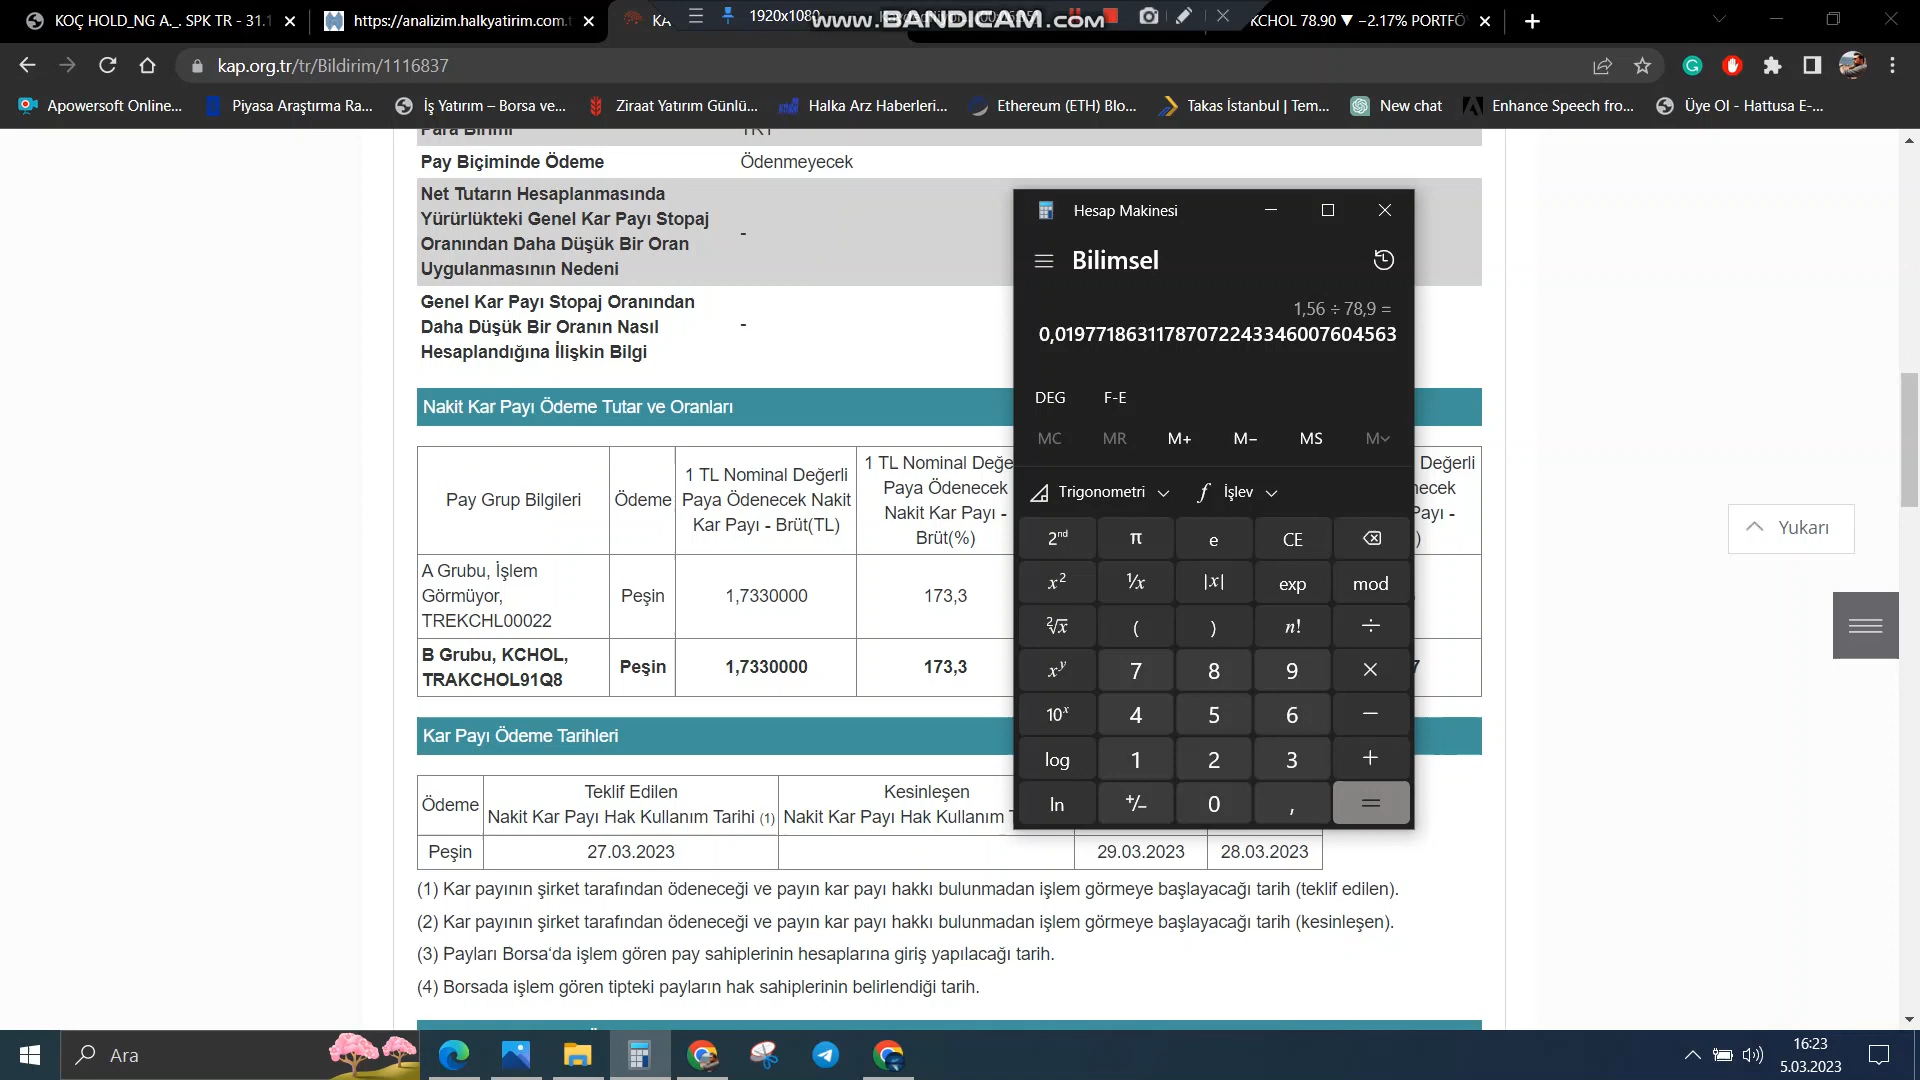 KOÇ HOLD_NG A._. SPK TR - 31.1
https://analizim.halkyatirim.com.t
KA
1920x1080
www.BANDICAM.com
KCHOL 78.90 ▼ −2.17% PORTFÖ
kap.org.tr/tr/Bildirim/1116837
Apowersoft Online...
Piyasa Araştırma Ra...
İş Yatırım – Borsa ve...
Ziraat Yatırım Günlü...
Halka Arz Haberleri...
Ethereum (ETH) Blo...
Takas İstanbul | Tem...
New chat
Enhance Speech fro...
Üye Ol - Hattusa E-...
Para Birimi
TRY
Pay Biçiminde Ödeme
Ödenmeyecek
Net Tutarın Hesaplanmasında
Yürürlükteki Genel Kar Payı Stopaj
Oranından Daha Düşük Bir Oran
Uygulanmasının Nedeni
-
Genel Kar Payı Stopaj Oranından
Daha Düşük Bir Oranın Nasıl
Hesaplandığına İlişkin Bilgi
-
Nakit Kar Payı Ödeme Tutar ve Oranları
Pay Grup Bilgileri
Ödeme
1 TL Nominal Değerli
Paya Ödenecek Nakit
Kar Payı - Brüt(TL)
1 TL Nominal Değe
Paya Ödenecek
Nakit Kar Payı -
Brüt(%)
Değerli
necek
Payı -
)
A Grubu, İşlem
Görmüyor,
TREKCHL00022
Peşin
1,7330000
173,3
B Grubu, KCHOL,
TRAKCHOL91Q8
Peşin
1,7330000
173,3
7
Kar Payı Ödeme Tarihleri
Ödeme
Teklif Edilen
Nakit Kar Payı Hak Kullanım Tarihi (1)
Kesinleşen
Nakit Kar Payı Hak Kullanım T
Peşin
27.03.2023
29.03.2023
28.03.2023
(1) Kar payının şirket tarafından ödeneceği ve payın kar payı hakkı bulunmadan işlem görmeye başlayacağı tarih (teklif edilen).
(2) Kar payının şirket tarafından ödeneceği ve payın kar payı hakkı bulunmadan işlem görmeye başlayacağı tarih (kesinleşen).
(3) Payları Borsa'da işlem gören pay sahiplerinin hesaplarına giriş yapılacağı tarih.
(4) Borsada işlem gören tipteki payların hak sahiplerinin belirlendiği tarih.
Hesap Makinesi
Bilimsel
1,56 ÷ 78,9 =
0,01977186311787072243346007604563
DEG
F-E
MC MR M+ M− MS M
Trigonometri
f İşlev
2nd π e CE
x² ¹/x |x| exp mod
²√x ( ) n! ÷
xʸ 7 8 9 ×
10ˣ 4 5 6 −
log 1 2 3 +
ln +/− 0 , =
Yukarı
Ara
16:23
5.03.2023